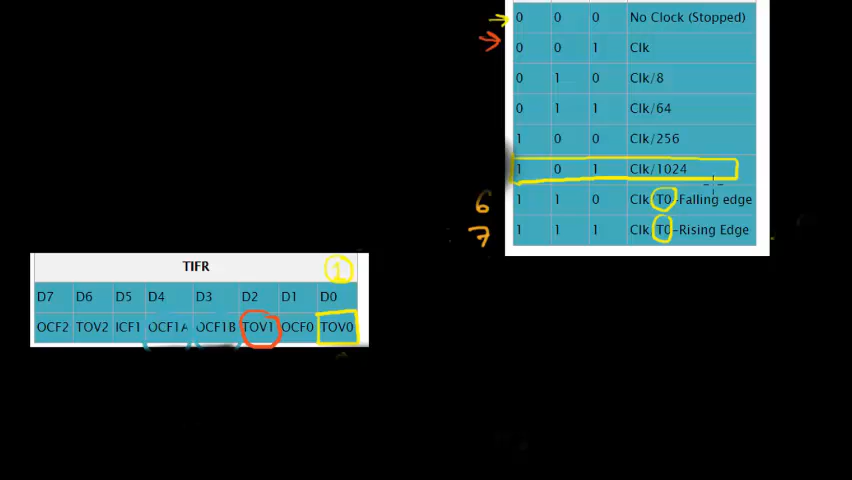 0 0 0 No Clock (Stopped)
0 0 1 Clk
0 1 0 Clk/8
0 1 1 Clk/64
1 0 0 Clk/256
1 0 1 Clk/1024
6 1 1 0 Clk/T0-Falling edge
7 1 1 1 Clk/T0-Rising Edge
TIFR 1
D7 D6 D5 D4 D3 D2 D1 D0
OCF2 TOV2 ICF1 OCF1A OCF1B TOV1 OCF0 TOV0